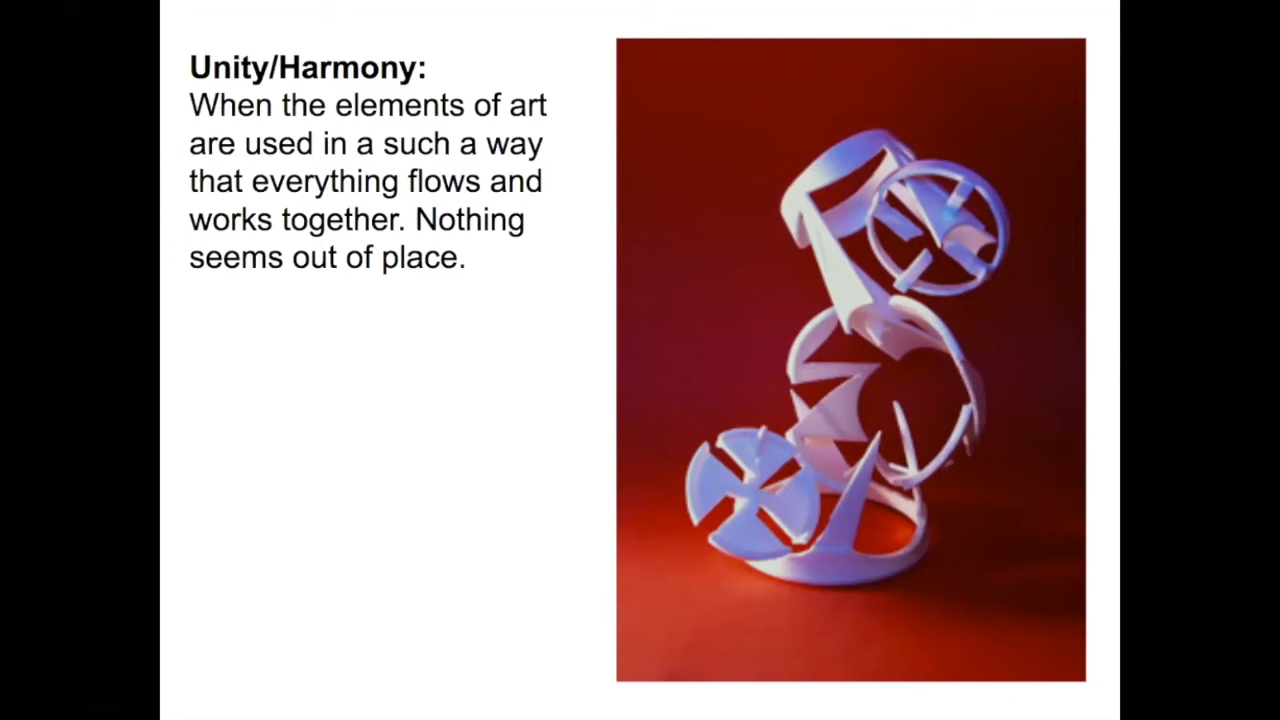 Unity/Harmony:
When the elements of art
are used in a such a way
that everything flows and
works together. Nothing
seems out of place.